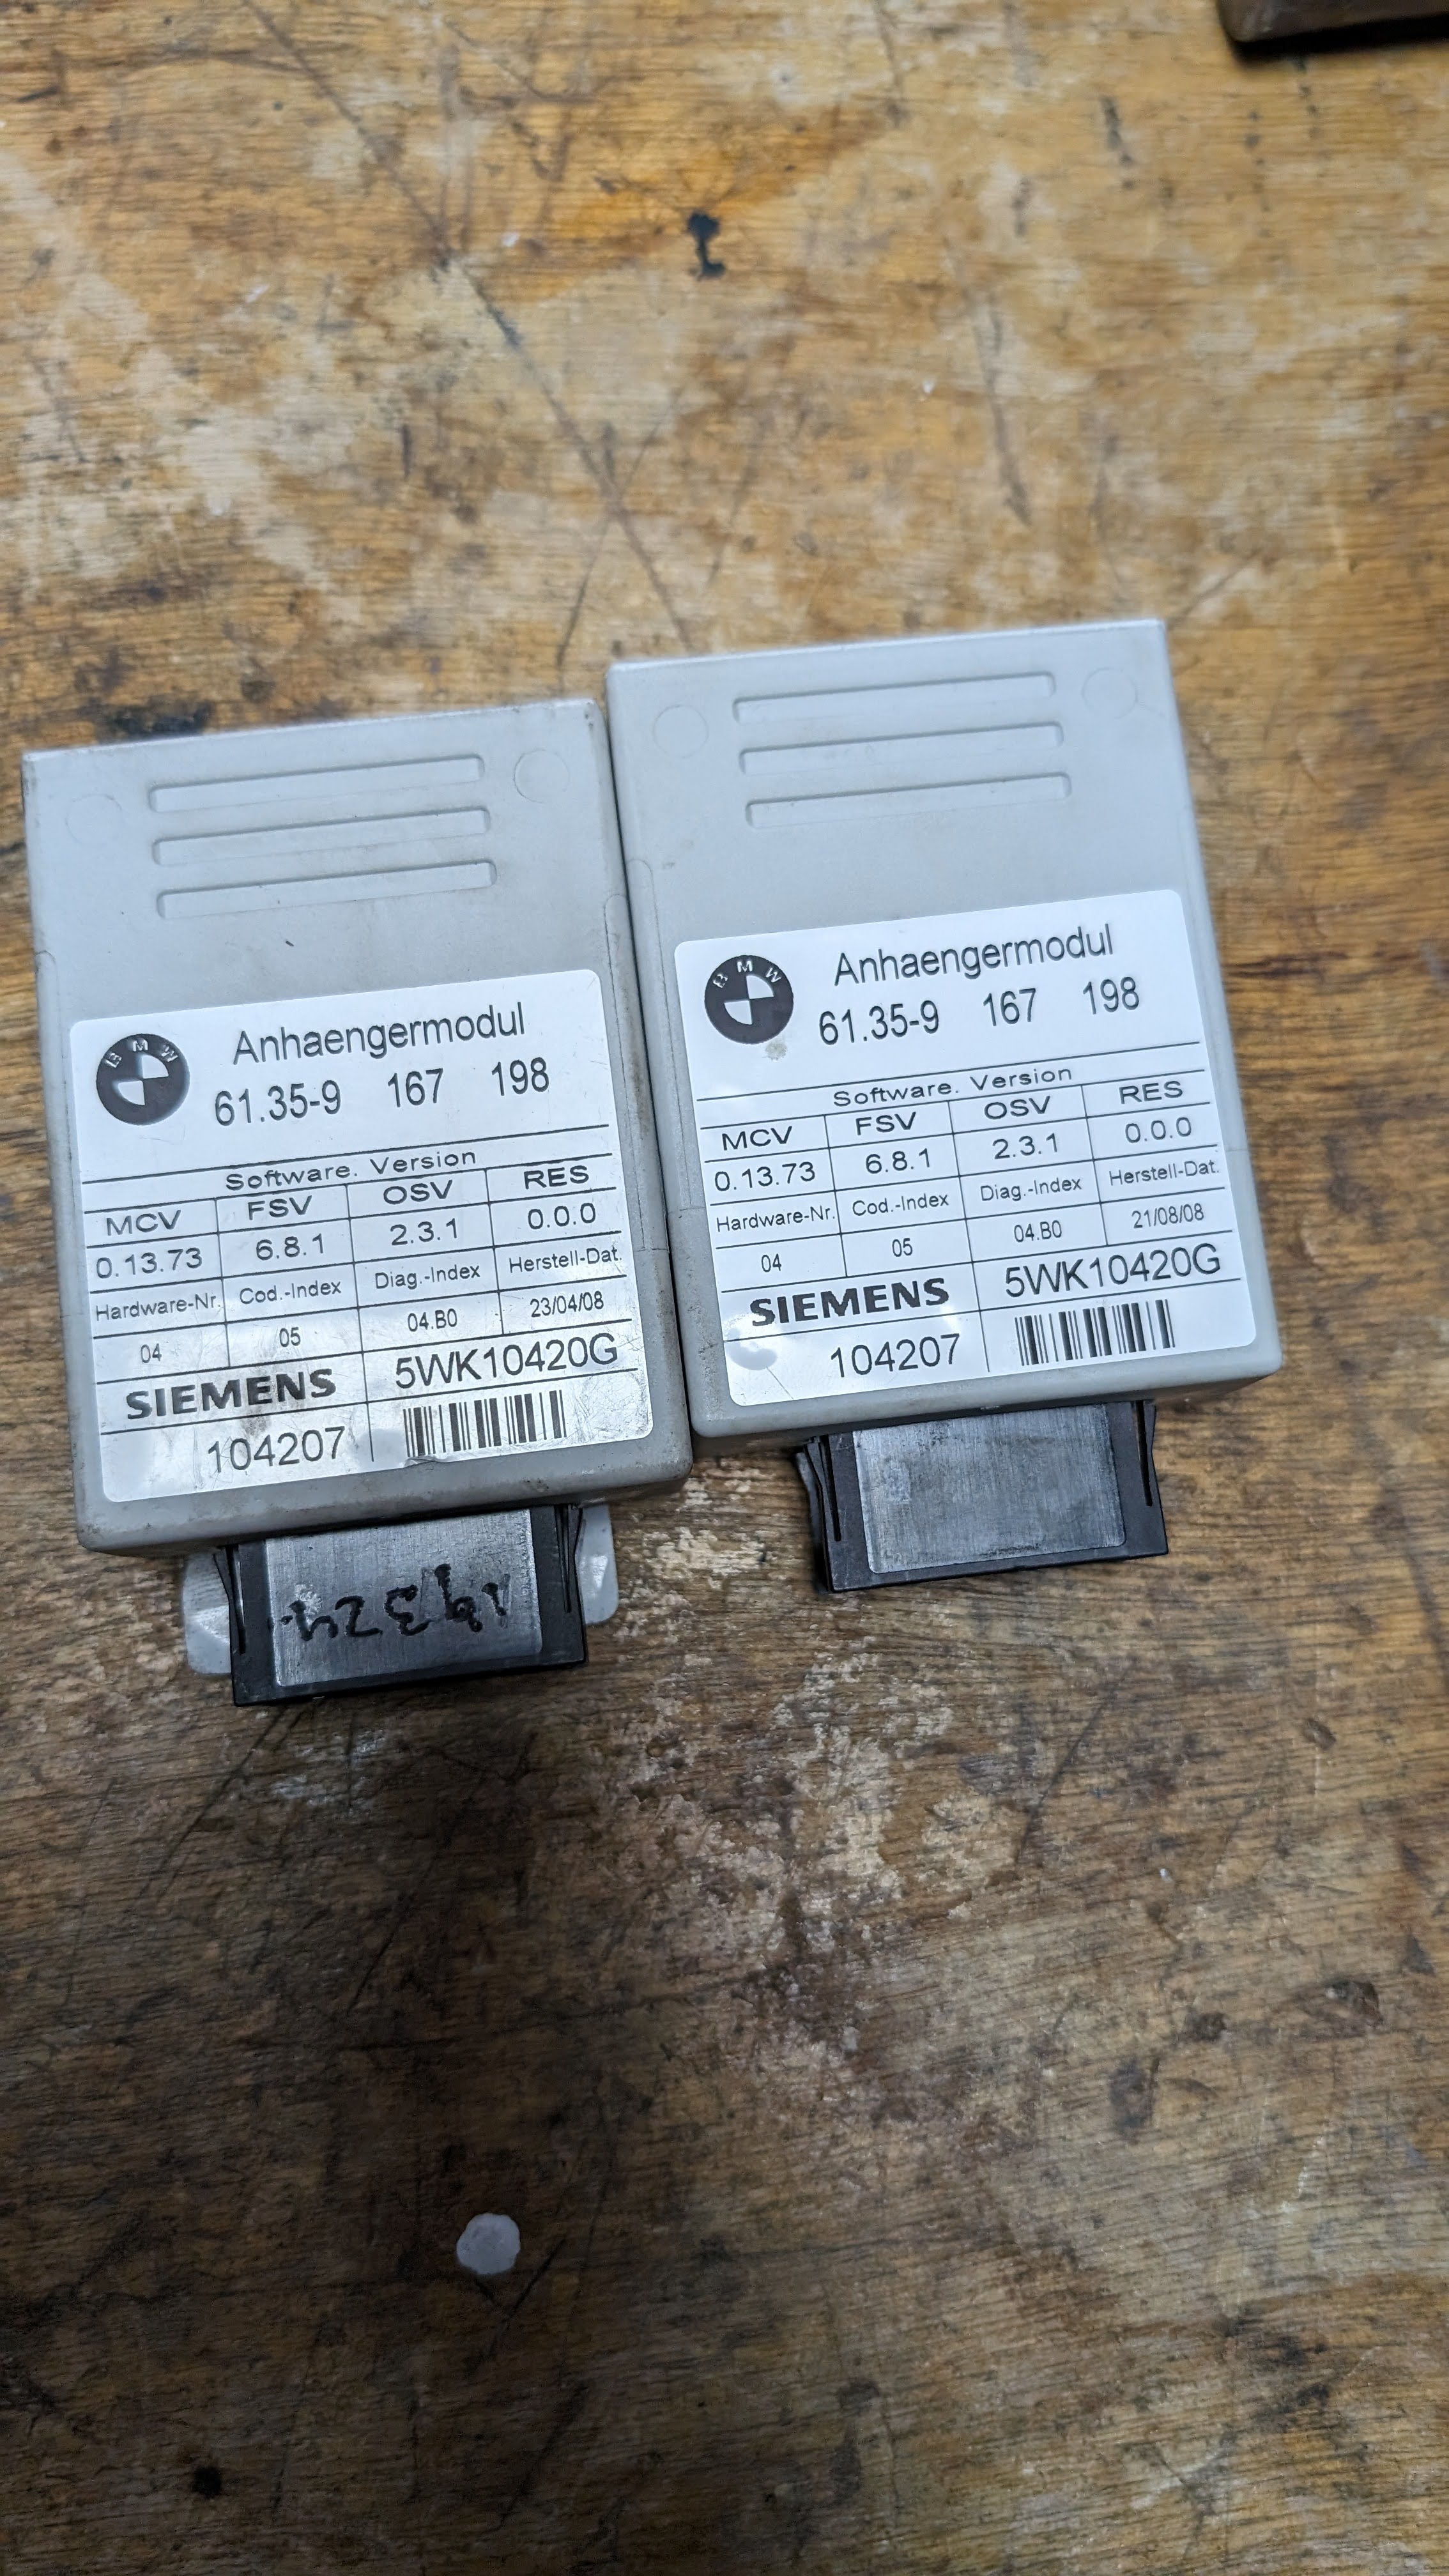 BMW
Anhaengermodul
61.35-9 167 198
Software. Version
MCV FSV OSV RES
0.13.73 6.8.1 2.3.1 0.0.0
Hardware-Nr. Cod.-Index Diag.-Index Herstell-Dat.
04 05 04.B0 23/04/08
SIEMENS 5WK10420G
104207
BMW
Anhaengermodul
61.35-9 167 198
Software. Version
MCV FSV OSV RES
0.13.73 6.8.1 2.3.1 0.0.0
Hardware-Nr. Cod.-Index Diag.-Index Herstell-Dat.
04 05 04.B0 21/08/08
SIEMENS 5WK10420G
104207